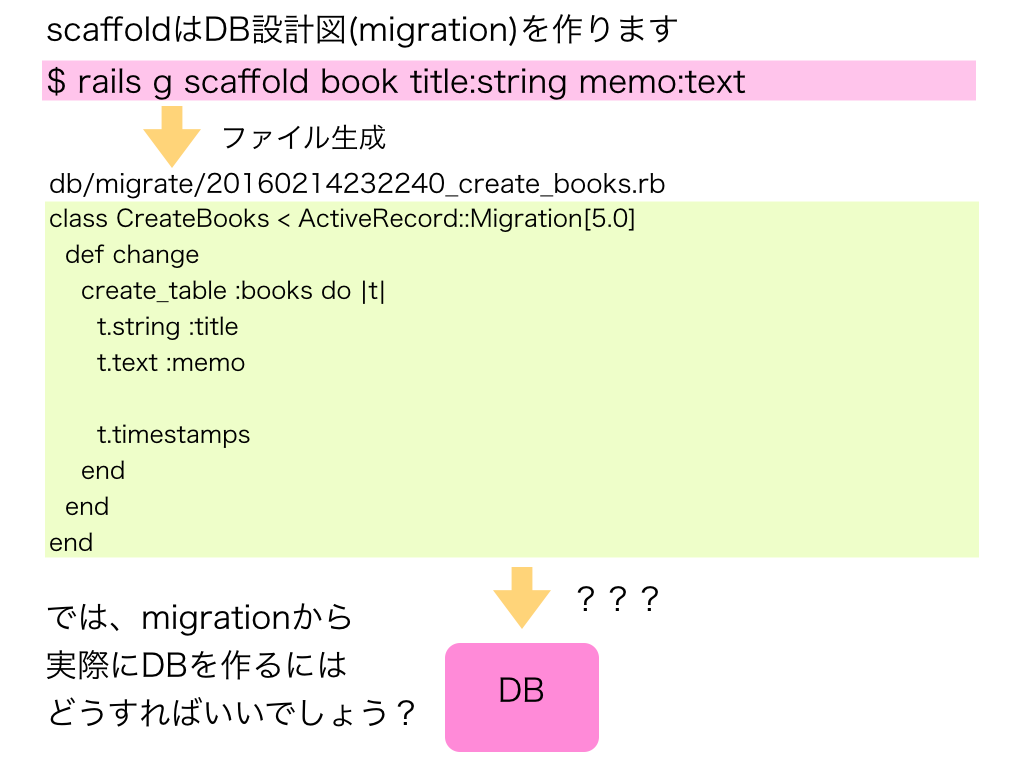 scaffoldはDB設計図(migration)を作ります
$ rails g scaffold book title:string memo:text
ファイル生成
db/migrate/20160214232240_create_books.rb
class CreateBooks < ActiveRecord::Migration[5.0]
  def change
    create_table :books do |t|
      t.string :title
      t.text :memo
      t.timestamps
    end
  end
end
？？？
では、migrationから
実際にDBを作るには
どうすればいいでしょう？
DB